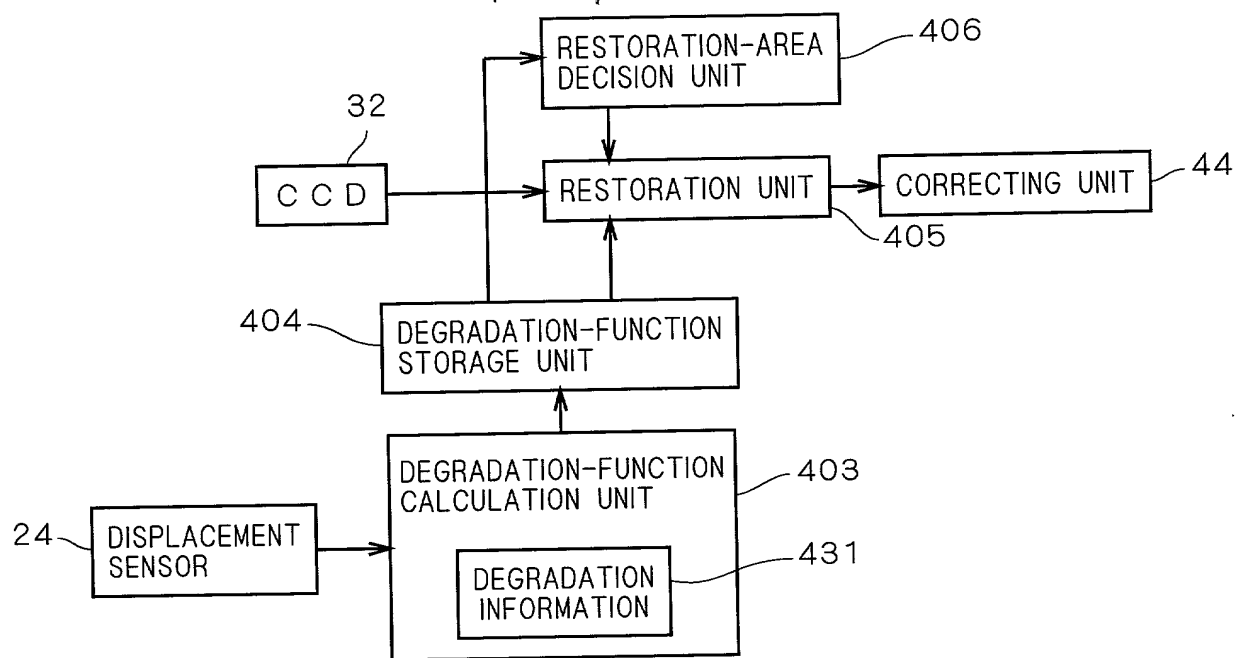 RESTORATION-AREA
DECISION UNIT
406
32
CCD
RESTORATION UNIT
405
CORRECTING UNIT
44
404
DEGRADATION-FUNCTION
STORAGE UNIT
DEGRADATION-FUNCTION
CALCULATION UNIT
403
24
DISPLACEMENT
SENSOR
DEGRADATION
INFORMATION
431